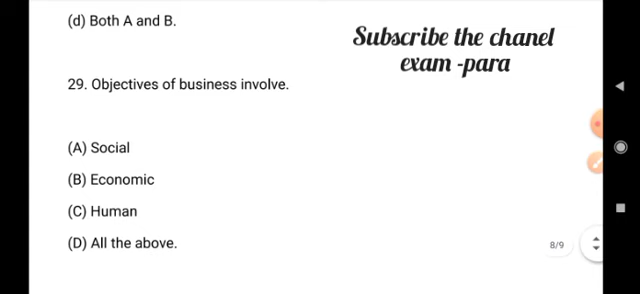 (d) Both A and B.
Subscribe the chanel
exam -para
29. Objectives of business involve.
(A) Social
(B) Economic
(C) Human
(D) All the above.
8/9